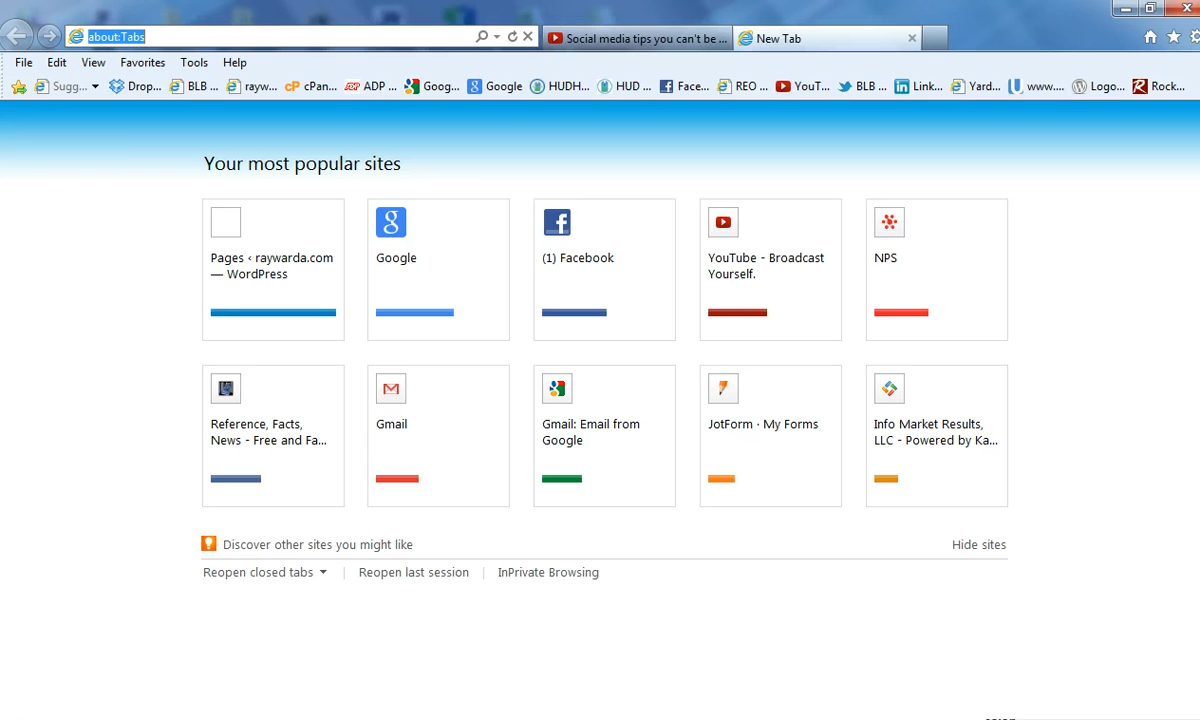 about:Tabs
Social media tips you can't be ...
New Tab
File Edit View Favorites Tools Help
Sugg... Drop... BLB ... rayw... cP cPan... ADP ADP ... Goog... Google HUDH... HUD ... Face... REO ... YouT... BLB ... Link... Yard... www.... Logo... Rock...
Your most popular sites
Pages ‹ raywarda.com
— WordPress
Google
(1) Facebook
YouTube - Broadcast
Yourself.
NPS
Reference, Facts,
News - Free and Fa...
Gmail
Gmail: Email from
Google
JotForm · My Forms
Info Market Results,
LLC - Powered by Ka...
Discover other sites you might like
Hide sites
Reopen closed tabs
Reopen last session
InPrivate Browsing